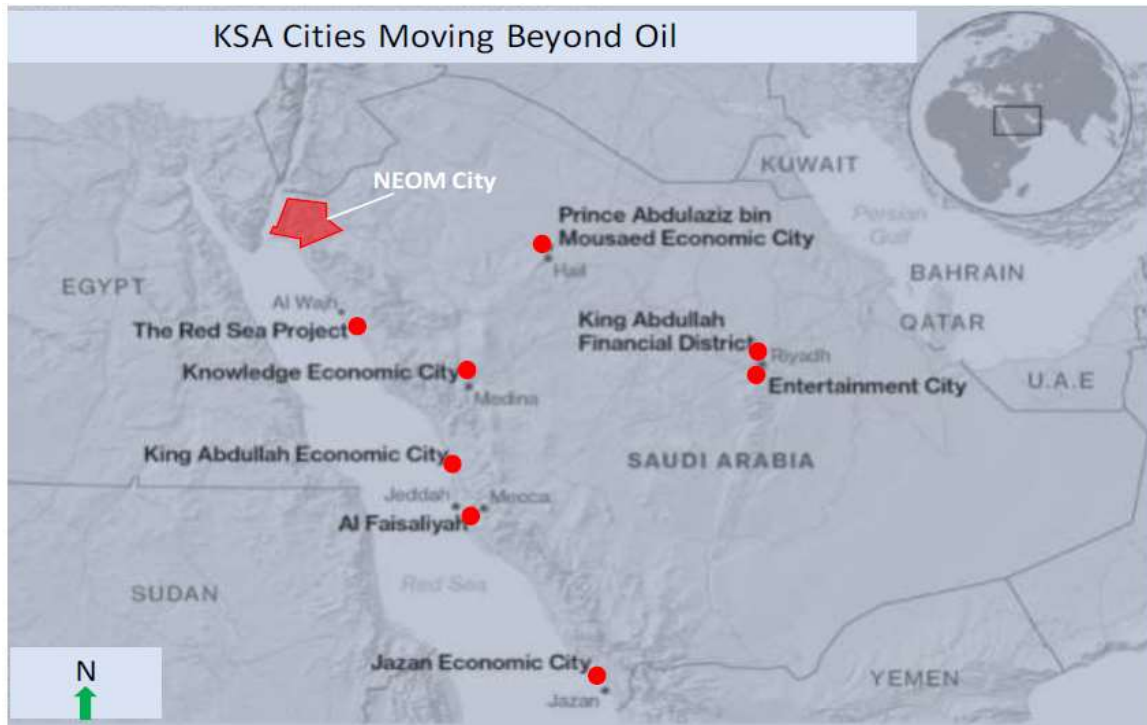 KSA Cities Moving Beyond Oil
KUWAIT
NEOM City
Prince Abdulaziz bin
Mousaed Economic City
Persian
Gulf
Hail
BAHRAIN
EGYPT
Al Wajh
The Red Sea Project
King Abdullah
Financial District
QATAR
Riyadh
Knowledge Economic City
Entertainment City
U.A.E
Medina
King Abdullah Economic City
SAUDI ARABIA
Jeddah
Mecca
Al Faisaliyah
Red Sea
SUDAN
Jazan Economic City
N
YEMEN
Jazan